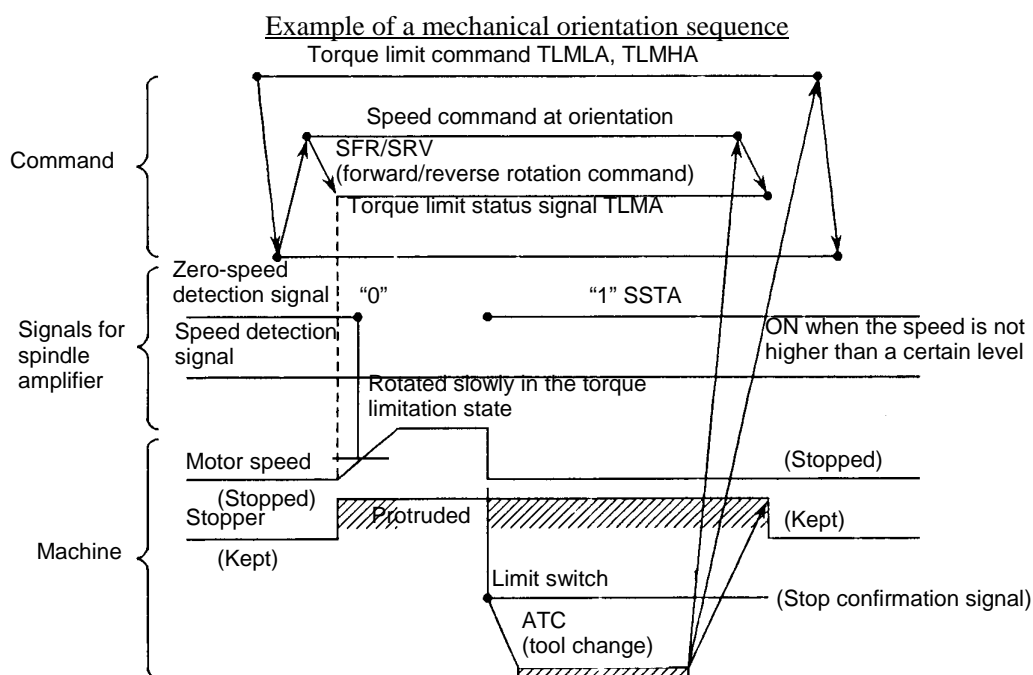 Example of a mechanical orientation sequence
Torque limit command TLMLA, TLMHA
Speed command at orientation
SFR/SRV
(forward/reverse rotation command)
Command
Torque limit status signal TLMA
Zero-speed
detection signal
"0"
"1" SSTA
Signals for
spindle
amplifier
Speed detection
signal
ON when the speed is not
higher than a certain level
Rotated slowly in the torque
limitation state
Motor speed
(Stopped)
(Stopped)
Stopper
Protruded
(Kept)
(Kept)
Machine
Limit switch
(Stop confirmation signal)
ATC
(tool change)